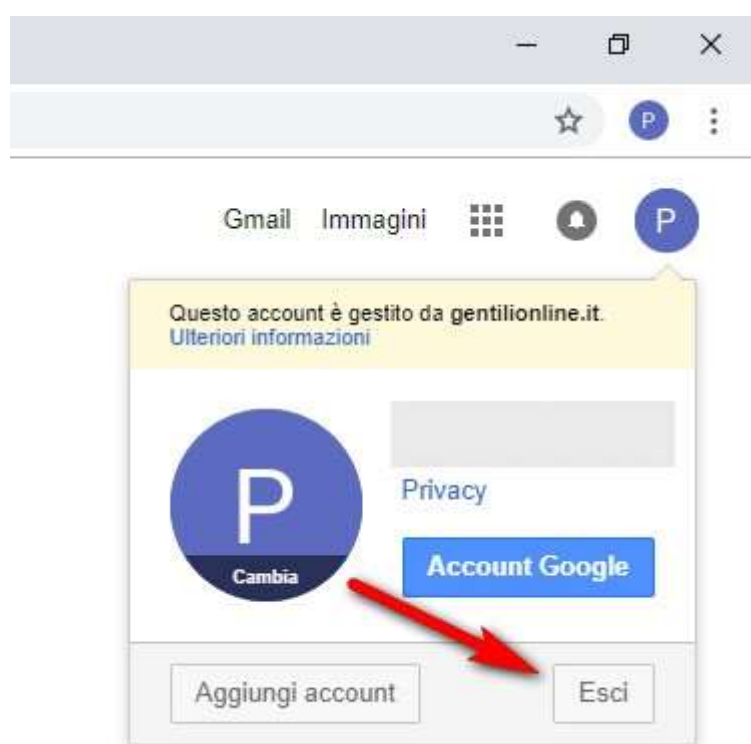 P
Gmail Immagini
P
Questo account è gestito da gentilionline.it.
Ulteriori informazioni
P
Cambia
Privacy
Account Google
Aggiungi account
Esci